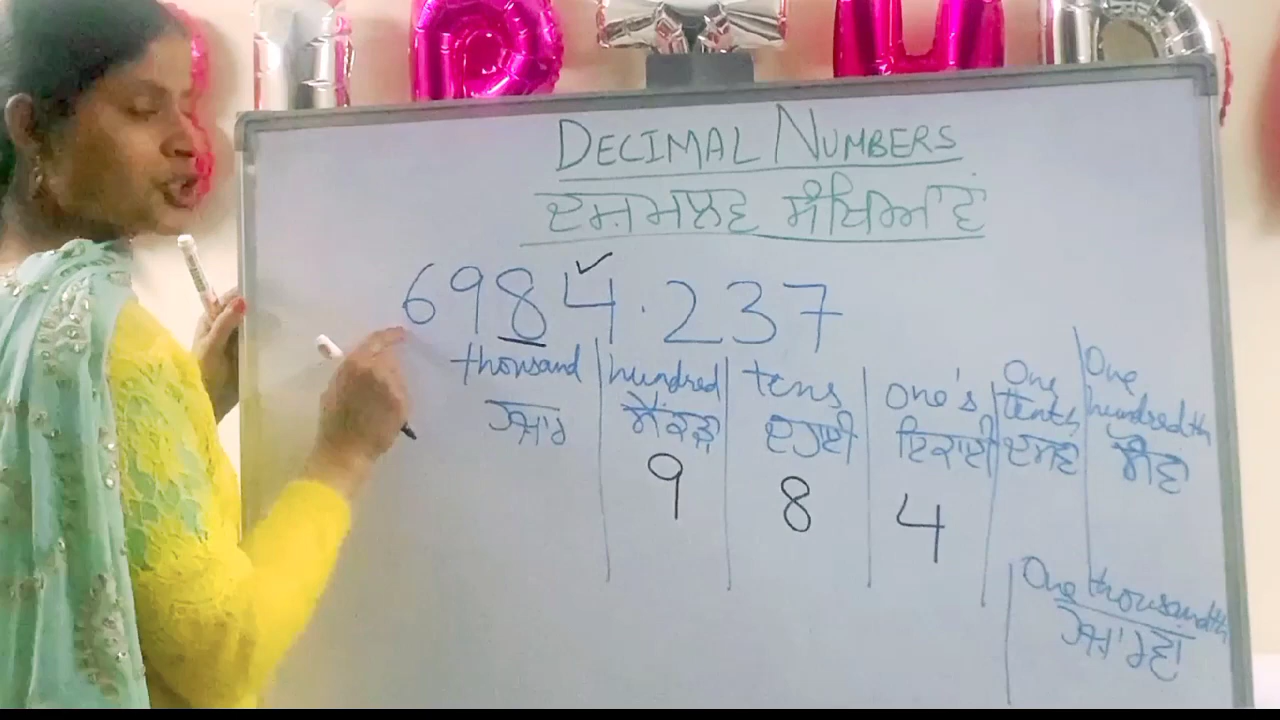 DECIMAL NUMBERS
ਦਸ਼ਮਲਵ ਸੰਖਿਆਵਾਂ
6984.237
thousand hundred tens one's One tenth One hundredth
ਹਜ਼ਾਰ ਸੈਂਕੜਾ ਦਹਾਈ ਇਕਾਈ ਦਸਵਾਂ ਸੌਵਾਂ
9 8 4
One thousandth
ਹਜ਼ਾਰਵਾਂ